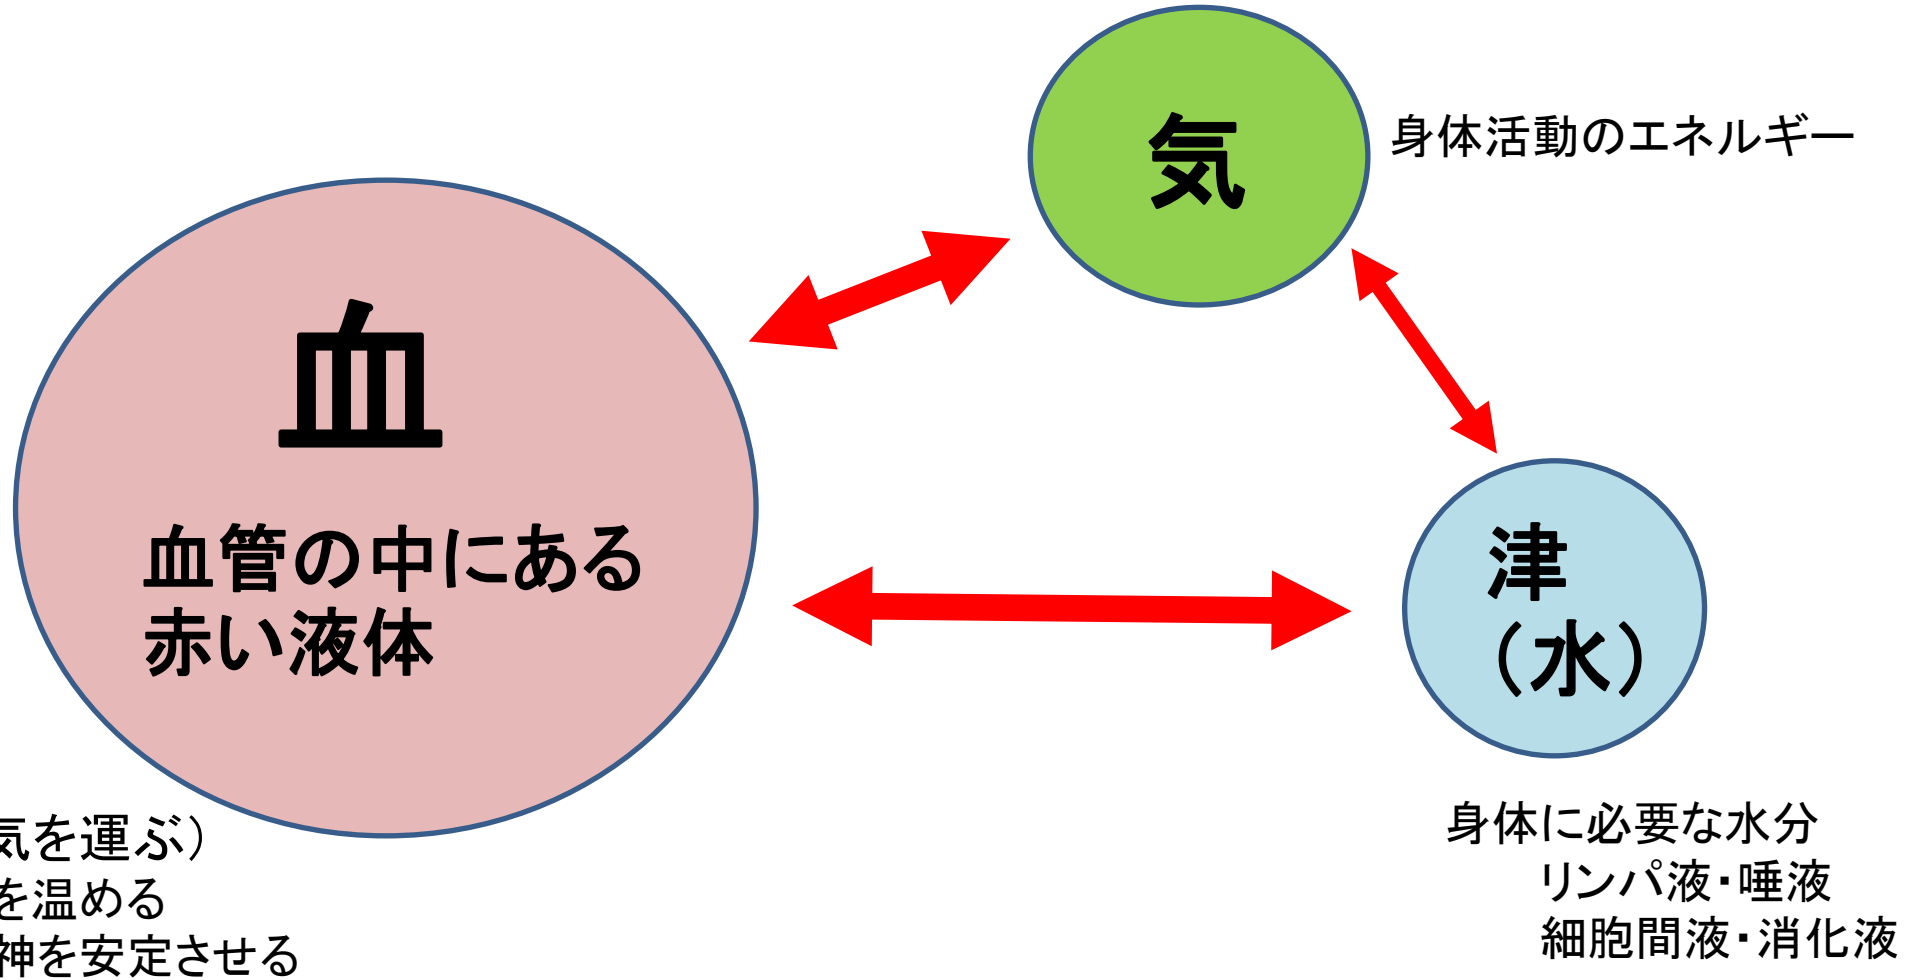 気
身体活動のエネルギー
血
血管の中にある
赤い液体
津
（水）
気を運ぶ）
を温める
神を安定させる
身体に必要な水分
リンパ液・唾液
細胞間液・消化液